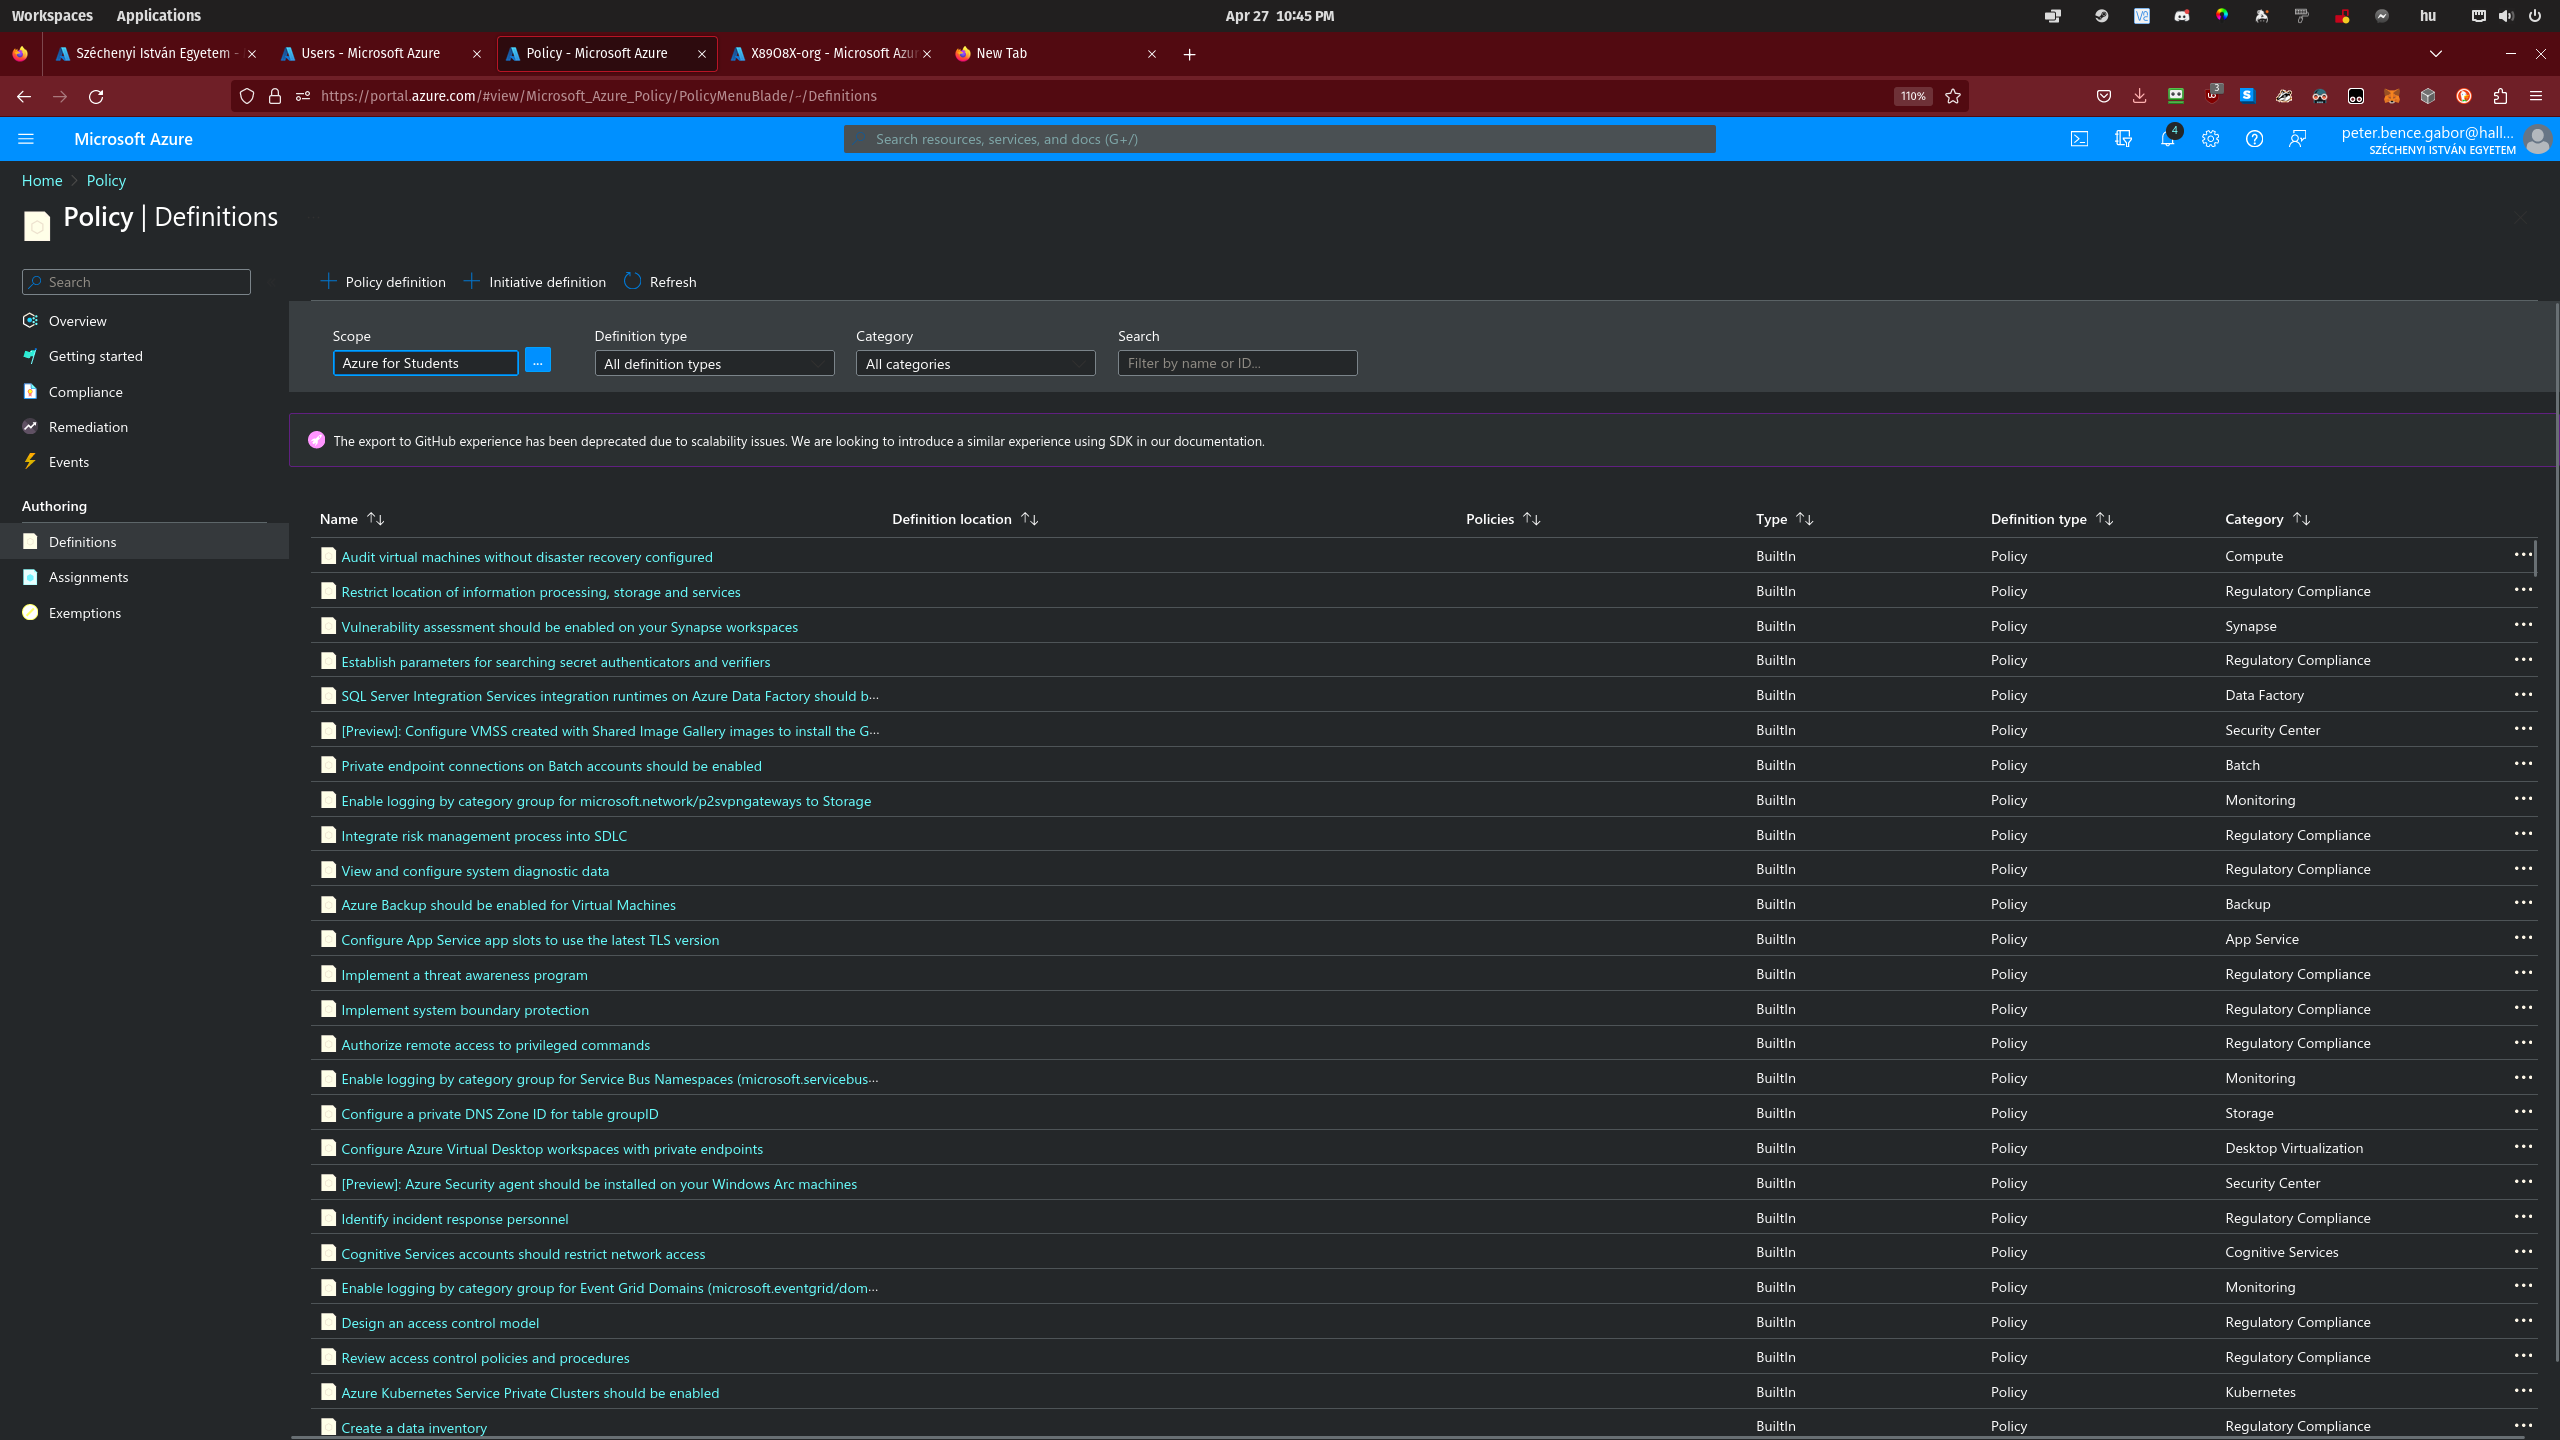 Workspaces Applications Apr 27 10:45 PM hu
Széchenyi István Egyetem - Users - Microsoft Azure Policy - Microsoft Azure X89O8X-org - Microsoft Azur New Tab
https://portal.azure.com/#view/Microsoft_Azure_Policy/PolicyMenuBlade/~/Definitions 110% 3
Microsoft Azure Search resources, services, and docs (G+/) 4 peter.bence.gabor@hall...
SZÉCHENYI ISTVÁN EGYETEM
Home Policy
Policy | Definitions
Search
Overview
Getting started
Compliance
Remediation
Events
Authoring
Definitions
Assignments
Exemptions
Policy definition Initiative definition Refresh
Scope Definition type Category Search
Azure for Students ... All definition types All categories Filter by name or ID...
The export to GitHub experience has been deprecated due to scalability issues. We are looking to introduce a similar experience using SDK in our documentation.
Name Definition location Policies Type Definition type Category
Audit virtual machines without disaster recovery configured BuiltIn Policy Compute
Restrict location of information processing, storage and services BuiltIn Policy Regulatory Compliance
Vulnerability assessment should be enabled on your Synapse workspaces BuiltIn Policy Synapse
Establish parameters for searching secret authenticators and verifiers BuiltIn Policy Regulatory Compliance
SQL Server Integration Services integration runtimes on Azure Data Factory should b... BuiltIn Policy Data Factory
[Preview]: Configure VMSS created with Shared Image Gallery images to install the G... BuiltIn Policy Security Center
Private endpoint connections on Batch accounts should be enabled BuiltIn Policy Batch
Enable logging by category group for microsoft.network/p2svpngateways to Storage BuiltIn Policy Monitoring
Integrate risk management process into SDLC BuiltIn Policy Regulatory Compliance
View and configure system diagnostic data BuiltIn Policy Regulatory Compliance
Azure Backup should be enabled for Virtual Machines BuiltIn Policy Backup
Configure App Service app slots to use the latest TLS version BuiltIn Policy App Service
Implement a threat awareness program BuiltIn Policy Regulatory Compliance
Implement system boundary protection BuiltIn Policy Regulatory Compliance
Authorize remote access to privileged commands BuiltIn Policy Regulatory Compliance
Enable logging by category group for Service Bus Namespaces (microsoft.servicebus... BuiltIn Policy Monitoring
Configure a private DNS Zone ID for table groupID BuiltIn Policy Storage
Configure Azure Virtual Desktop workspaces with private endpoints BuiltIn Policy Desktop Virtualization
[Preview]: Azure Security agent should be installed on your Windows Arc machines BuiltIn Policy Security Center
Identify incident response personnel BuiltIn Policy Regulatory Compliance
Cognitive Services accounts should restrict network access BuiltIn Policy Cognitive Services
Enable logging by category group for Event Grid Domains (microsoft.eventgrid/dom... BuiltIn Policy Monitoring
Design an access control model BuiltIn Policy Regulatory Compliance
Review access control policies and procedures BuiltIn Policy Regulatory Compliance
Azure Kubernetes Service Private Clusters should be enabled BuiltIn Policy Kubernetes
Create a data inventory BuiltIn Policy Regulatory Compliance